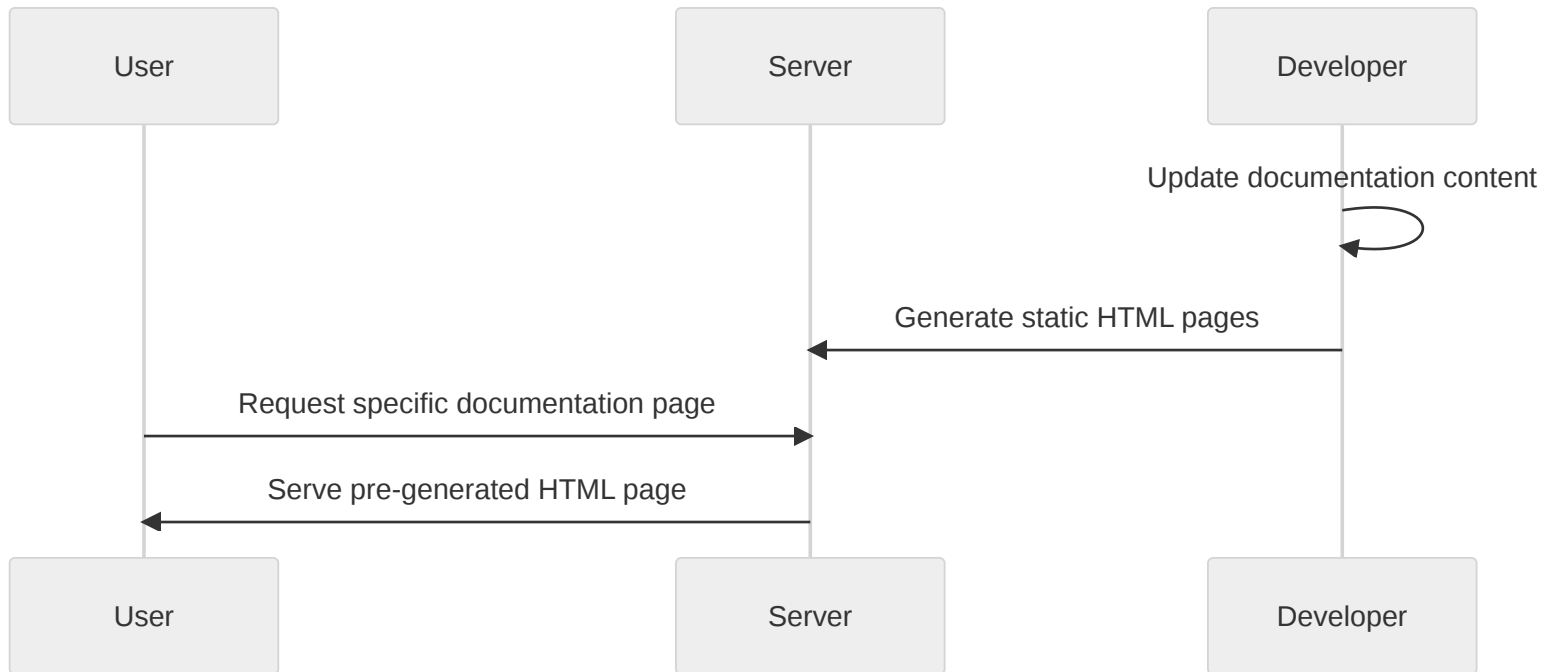 User
Server
Developer
Update documentation content
Generate static HTML pages
Request specific documentation page
Serve pre-generated HTML page
User
Server
Developer